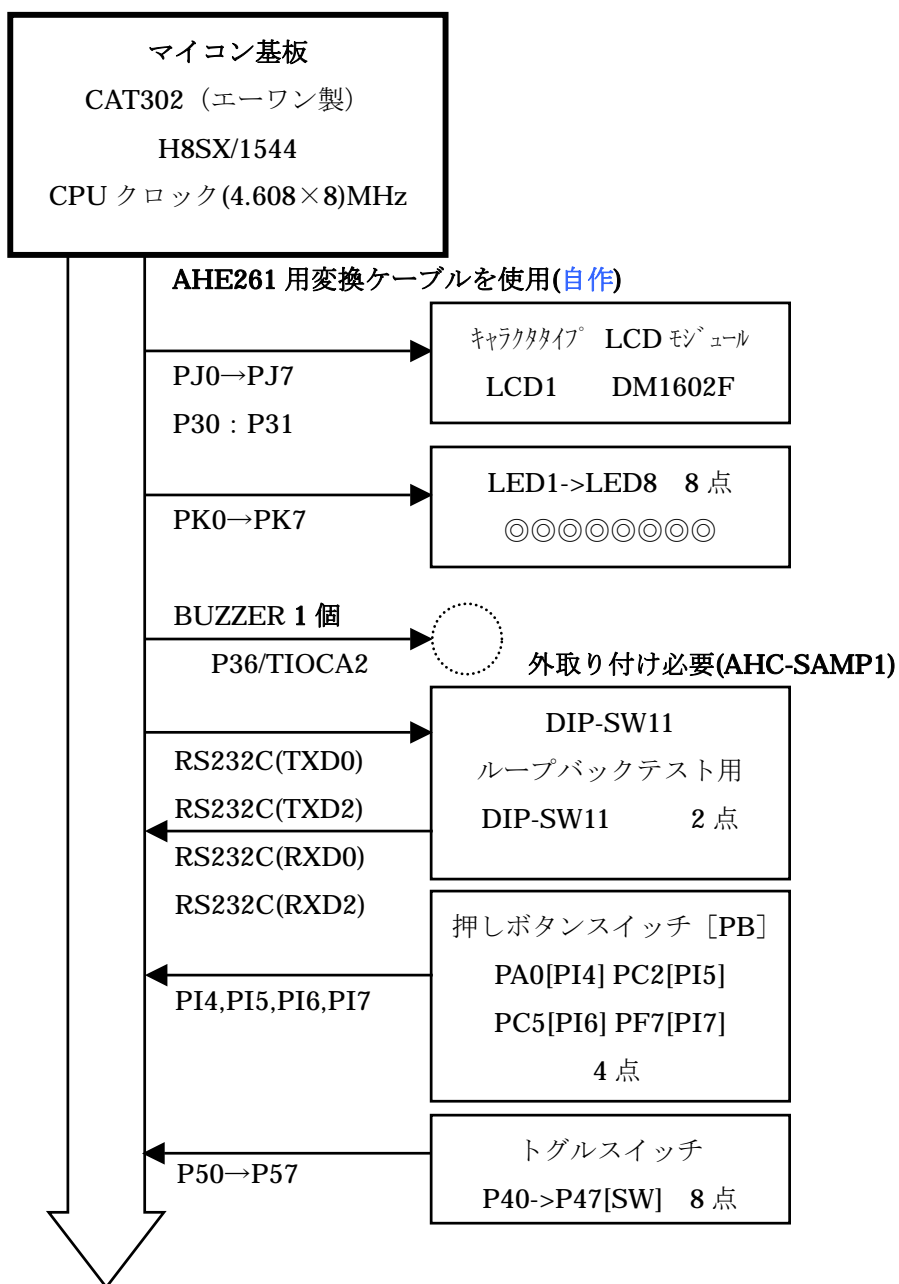 マイコン基板
CAT302（エーワン製）
H8SX/1544
CPU クロック(4.608×8)MHz
AHE261 用変換ケーブルを使用(自作)
ｷｬﾗｸﾀﾀｲﾌﾟ LCD ﾓｼﾞｭｰﾙ
LCD1 DM1602F
PJ0→PJ7
P30：P31
LED1->LED8 8 点
◎◎◎◎◎◎◎◎
PK0→PK7
BUZZER 1 個
P36/TIOCA2
外取り付け必要(AHC-SAMP1)
DIP-SW11
ループバックテスト用
DIP-SW11 2 点
RS232C(TXD0)
RS232C(TXD2)
RS232C(RXD0)
RS232C(RXD2)
押しボタンスイッチ［PB］
PA0[PI4] PC2[PI5]
PC5[PI6] PF7[PI7]
4 点
PI4,PI5,PI6,PI7
トグルスイッチ
P40->P47[SW] 8 点
P50→P57